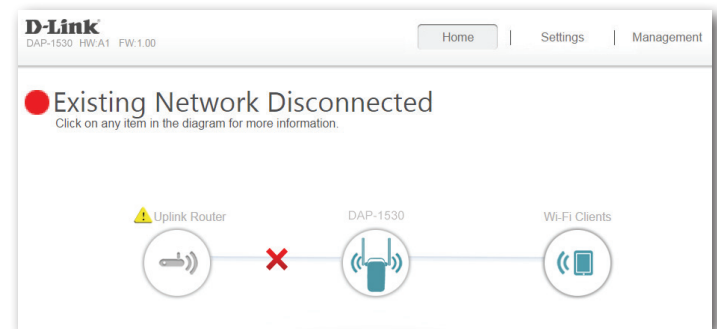 D-Link
DAP-1530 HW:A1 FW:1.00
Home | Settings | Management
Existing Network Disconnected
Click on any item in the diagram for more information.
Uplink Router
DAP-1530
Wi-Fi Clients